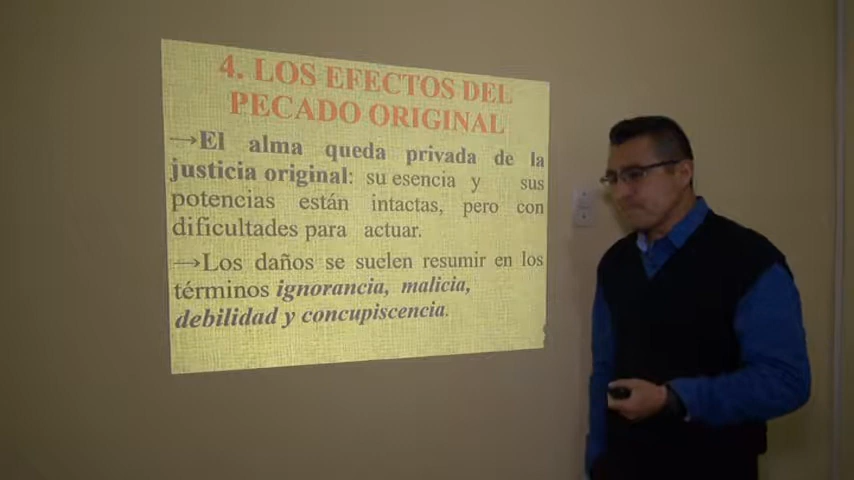 4. LOS EFECTOS DEL
PECADO ORIGINAL
→El alma queda privada de la
justicia original: su esencia y sus
potencias están intactas, pero con
dificultades para actuar.
→Los daños se suelen resumir en los
términos ignorancia, malicia,
debilidad y concupiscencia.